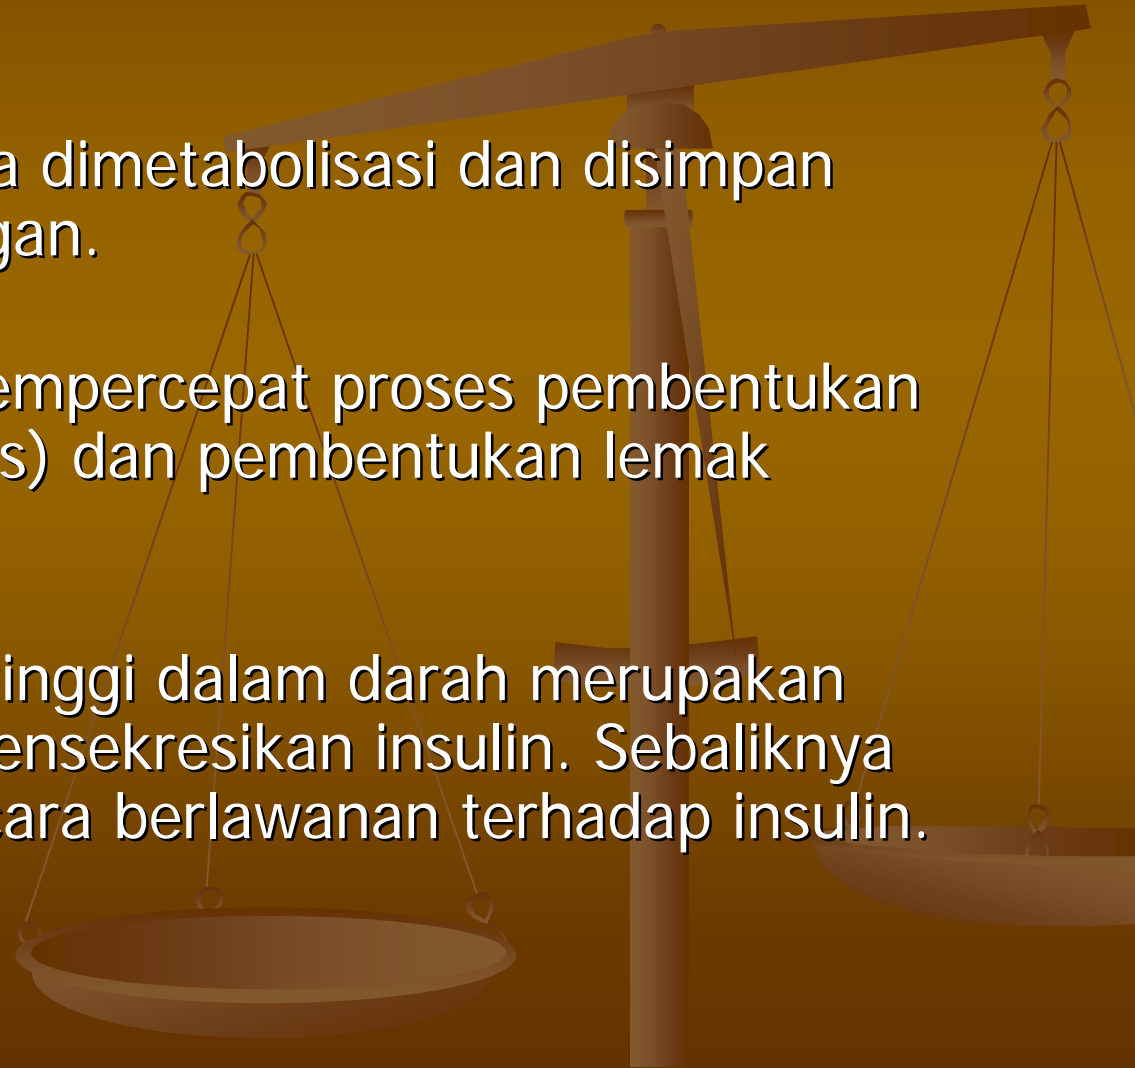 a dimetabolisasi dan disimpan
gan.
empercepat proses pembentukan
s) dan pembentukan lemak
inggi dalam darah merupakan
ensekresikan insulin. Sebaliknya
cara berlawanan terhadap insulin.